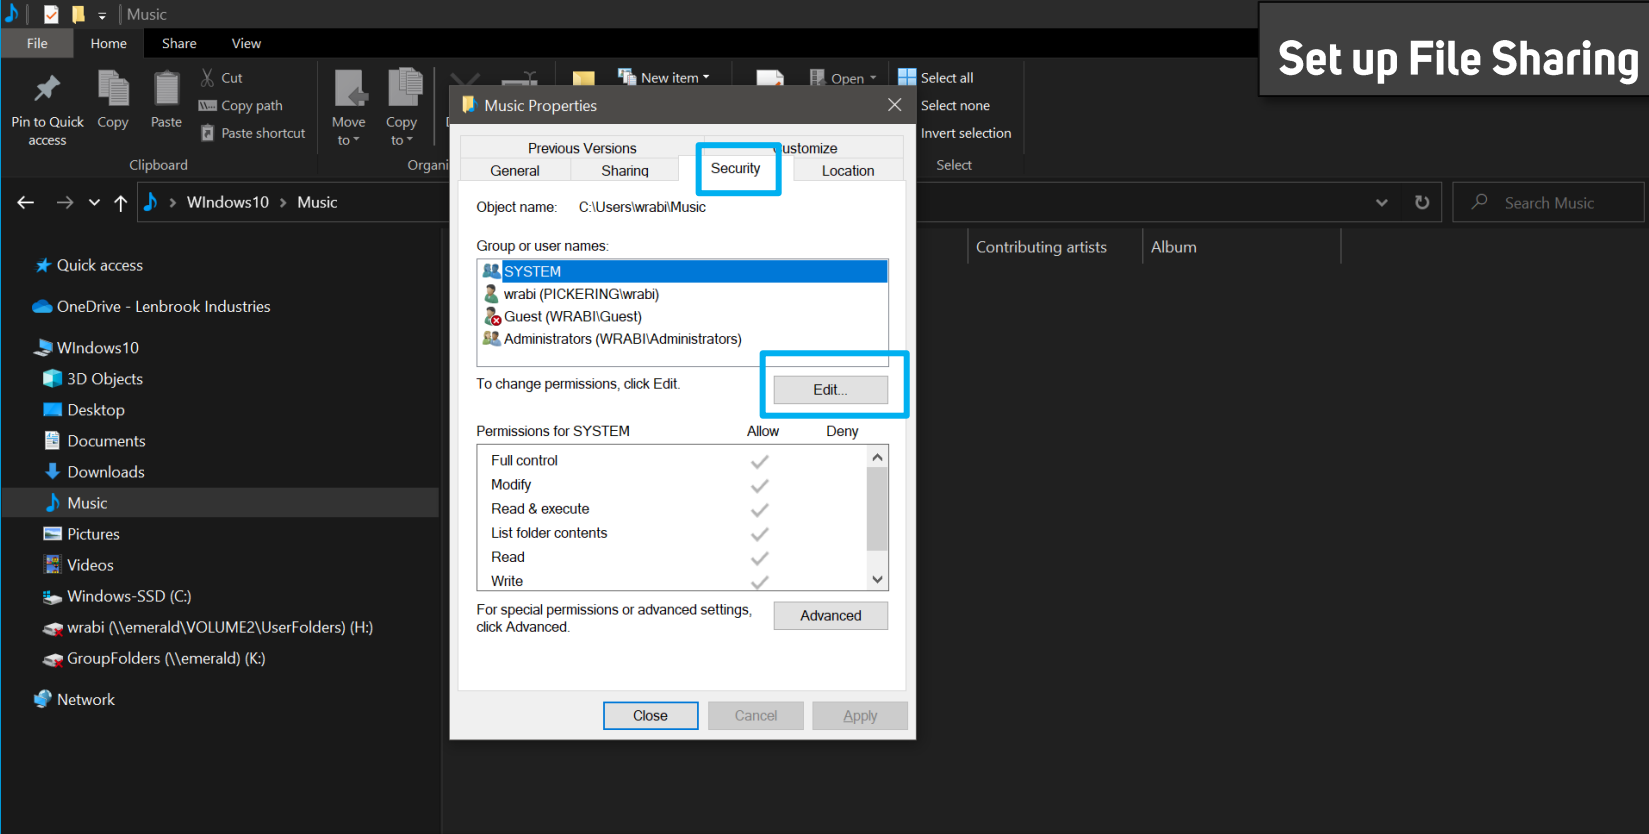 Music
Set up File Sharing
File Home Share View
Pin to Quick access
Copy
Paste
Cut
Copy path
Paste shortcut
Clipboard
Move to
Copy to
Organi
New item
Open
Select all
Select none
Invert selection
Select
WIndows10 > Music
Search Music
Quick access
OneDrive - Lenbrook Industries
WIndows10
3D Objects
Desktop
Documents
Downloads
Music
Pictures
Videos
Windows-SSD (C:)
wrabi (\\emerald\VOLUME2\UserFolders) (H:)
GroupFolders (\\emerald) (K:)
Network
Contributing artists
Album
Music Properties
Previous Versions
Customize
General
Sharing
Security
Location
Object name: C:\Users\wrabi\Music
Group or user names:
SYSTEM
wrabi (PICKERING\wrabi)
Guest (WRABI\Guest)
Administrators (WRABI\Administrators)
To change permissions, click Edit.
Edit...
Permissions for SYSTEM Allow Deny
Full control
Modify
Read & execute
List folder contents
Read
Write
For special permissions or advanced settings,
click Advanced.
Advanced
Close
Cancel
Apply